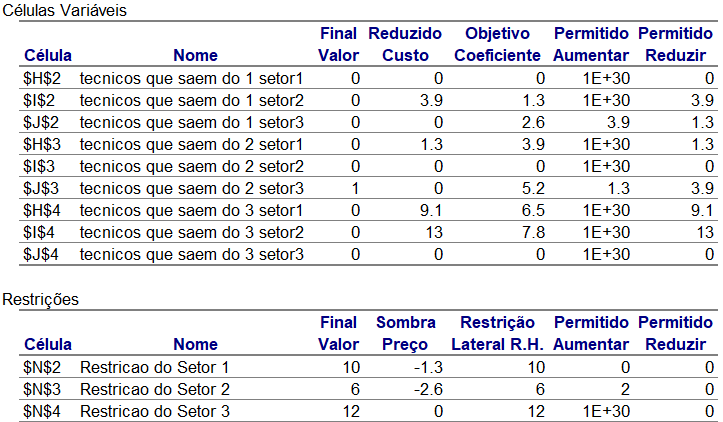 Células Variáveis
Final Reduzido Objetivo Permitido Permitido
Célula Nome Valor Custo Coeficiente Aumentar Reduzir
$H$2 tecnicos que saem do 1 setor1 0 0 0 1E+30 0
$I$2 tecnicos que saem do 1 setor2 0 3.9 1.3 1E+30 3.9
$J$2 tecnicos que saem do 1 setor3 0 0 2.6 3.9 1.3
$H$3 tecnicos que saem do 2 setor1 0 1.3 3.9 1E+30 1.3
$I$3 tecnicos que saem do 2 setor2 0 0 0 1E+30 0
$J$3 tecnicos que saem do 2 setor3 1 0 5.2 1.3 3.9
$H$4 tecnicos que saem do 3 setor1 0 9.1 6.5 1E+30 9.1
$I$4 tecnicos que saem do 3 setor2 0 13 7.8 1E+30 13
$J$4 tecnicos que saem do 3 setor3 0 0 0 1E+30 0
Restrições
Final Sombra Restrição Permitido Permitido
Célula Nome Valor Preço Lateral R.H. Aumentar Reduzir
$N$2 Restricao do Setor 1 10 -1.3 10 0 0
$N$3 Restricao do Setor 2 6 -2.6 6 2 0
$N$4 Restricao do Setor 3 12 0 12 1E+30 0